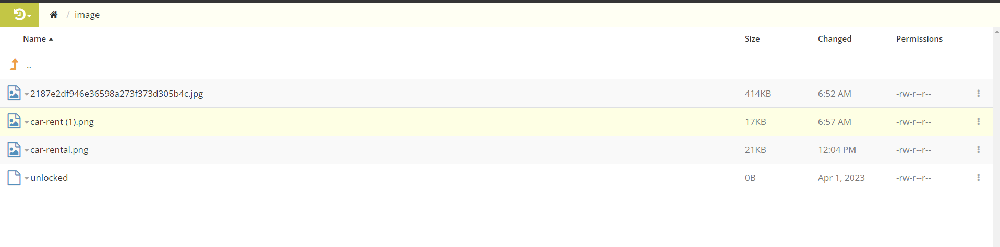 / image
Name Size Changed Permissions
..
2187e2df946e36598a273f373d305b4c.jpg 414KB 6:52 AM -rw-r--r--
car-rent (1).png 17KB 6:57 AM -rw-r--r--
car-rental.png 21KB 12:04 PM -rw-r--r--
unlocked 0B Apr 1, 2023 -rw-r--r--